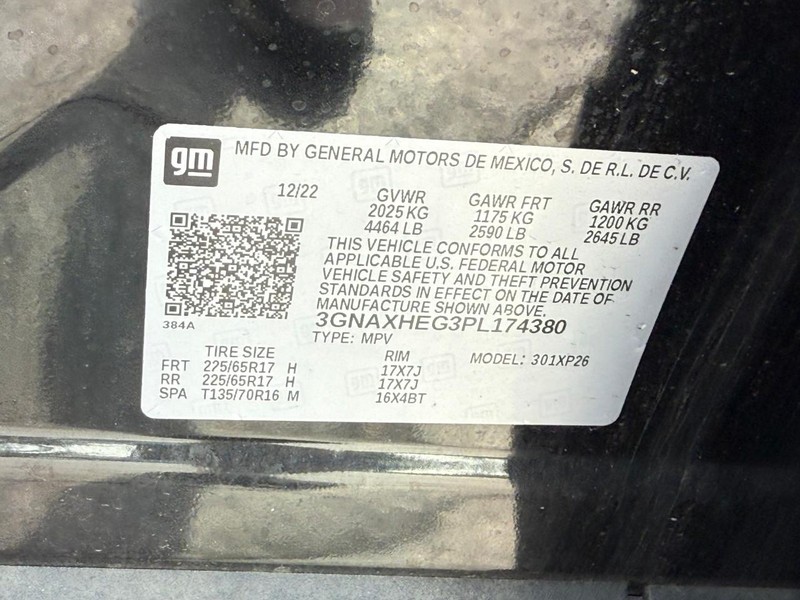 gm
MFD BY GENERAL MOTORS DE MEXICO, S. DE R.L. DE C.V.
12/22 GVWR GAWR FRT GAWR RR
2025 KG 1175 KG 1200 KG
4464 LB 2590 LB 2645 LB
THIS VEHICLE CONFORMS TO ALL
APPLICABLE U.S. FEDERAL MOTOR
VEHICLE SAFETY AND THEFT PREVENTION
STANDARDS IN EFFECT ON THE DATE OF
MANUFACTURE SHOWN ABOVE.
384A
3GNAXHEG3PL174380
TYPE: MPV MODEL: 301XP26
TIRE SIZE RIM
FRT 225/65R17 H 17X7J
RR 225/65R17 H 17X7J
SPA T135/70R16 M 16X4BT